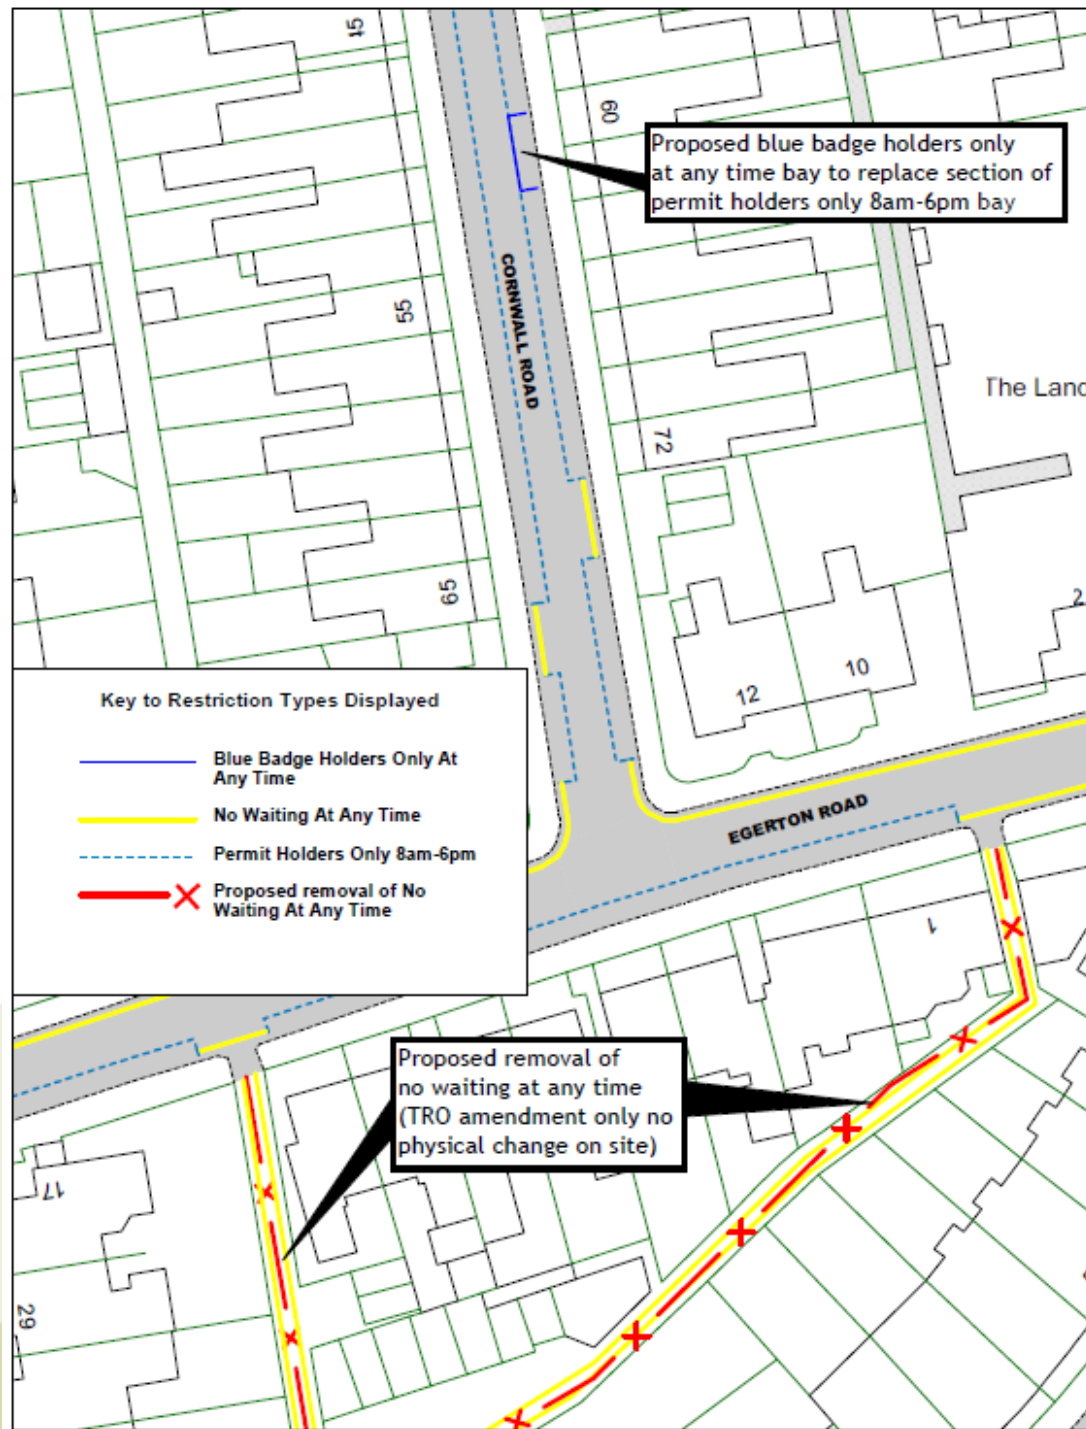 51
60
Proposed blue badge holders only
at any time bay to replace section of
permit holders only 8am-6pm bay
CORNWALL ROAD
55
The Land
72
65
2
10
12
Key to Restriction Types Displayed
Blue Badge Holders Only At
Any Time
No Waiting At Any Time
Permit Holders Only 8am-6pm
Proposed removal of No
Waiting At Any Time
EGERTON ROAD
1
Proposed removal of
no waiting at any time
(TRO amendment only no
physical change on site)
17
29